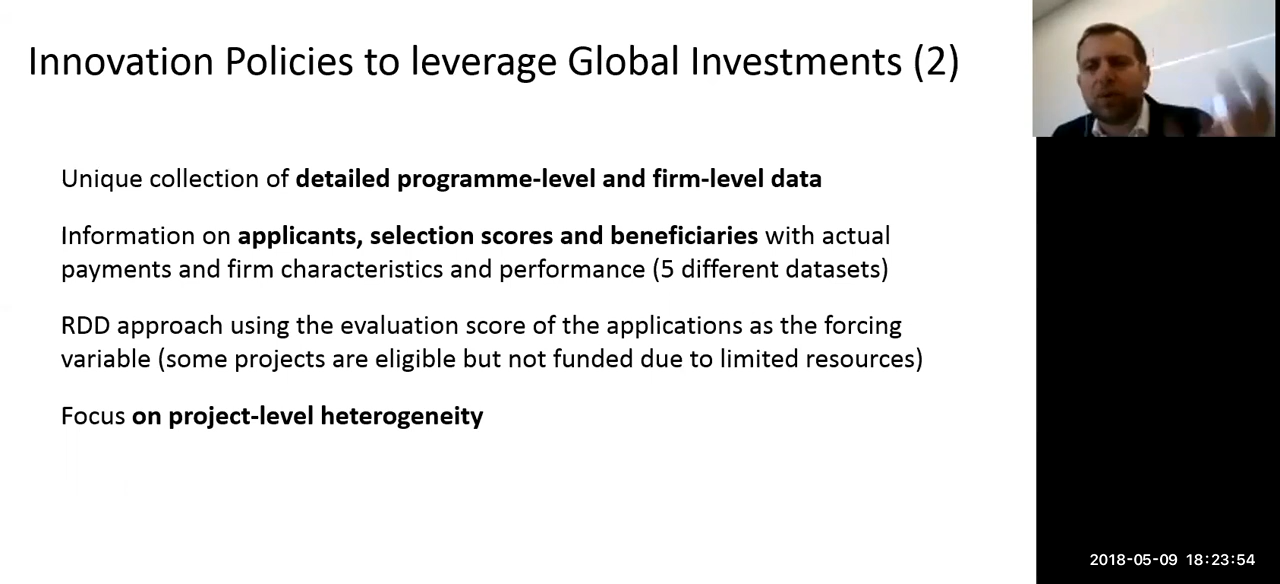 Innovation Policies to leverage Global Investments (2)
Unique collection of detailed programme-level and firm-level data
Information on applicants, selection scores and beneficiaries with actual
payments and firm characteristics and performance (5 different datasets)
RDD approach using the evaluation score of the applications as the forcing
variable (some projects are eligible but not funded due to limited resources)
Focus on project-level heterogeneity
2018-05-09 18:23:54